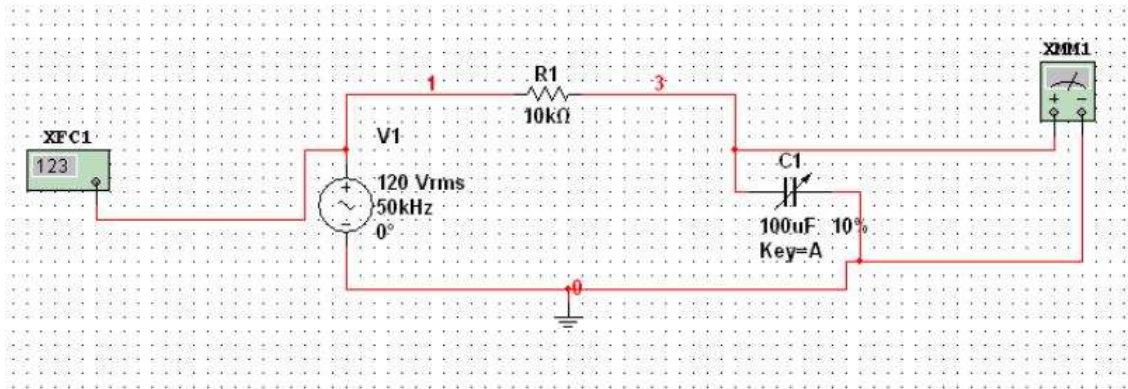 XMM1
R1
1
3
10kΩ
XFC1
123
V1
120 Vrms
50kHz
0°
C1
100uF 10%
Key=A
0